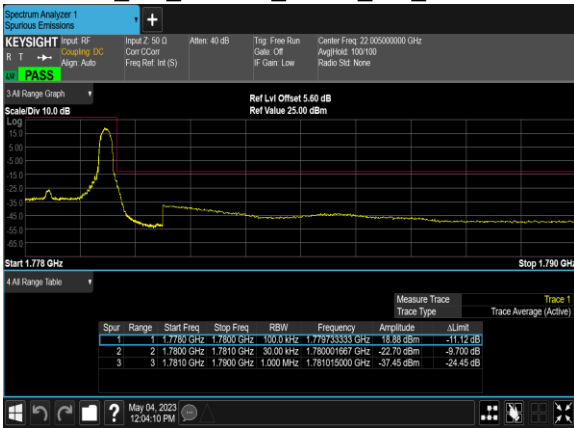 Spectrum Analyzer 1
Spurious Emissions
KEYSIGHT Input: RF Input Z: 50 Ω Atten: 40 dB Trig: Free Run Center Freq: 22.005000000 GHz
R T Coupling: DC Corr CCorr Gate: Off Avg|Hold: 100/100
Align: Auto Freq Ref: Int (S) IF Gain: Low Radio Std: None
PASS
3 All Range Graph
Ref Lvl Offset 5.60 dB
Scale/Div 10.0 dB Ref Value 25.00 dBm
Log
15.0
5.00
-5.00
-15.0
-25.0
-35.0
-45.0
-55.0
-65.0
Start 1.778 GHz Stop 1.790 GHz
4 All Range Table
Measure Trace Trace 1
Trace Type Trace Average (Active)
Spur Range Start Freq Stop Freq RBW Frequency Amplitude ΔLimit
1 1 1.7780 GHz 1.7800 GHz 100.0 kHz 1.779733333 GHz 18.88 dBm -11.12 dB
2 2 1.7800 GHz 1.7810 GHz 30.00 kHz 1.780001667 GHz -22.70 dBm -9.700 dB
3 3 1.7810 GHz 1.7900 GHz 1.000 MHz 1.781015000 GHz -37.45 dBm -24.45 dB
May 04, 2023
12:04:10 PM